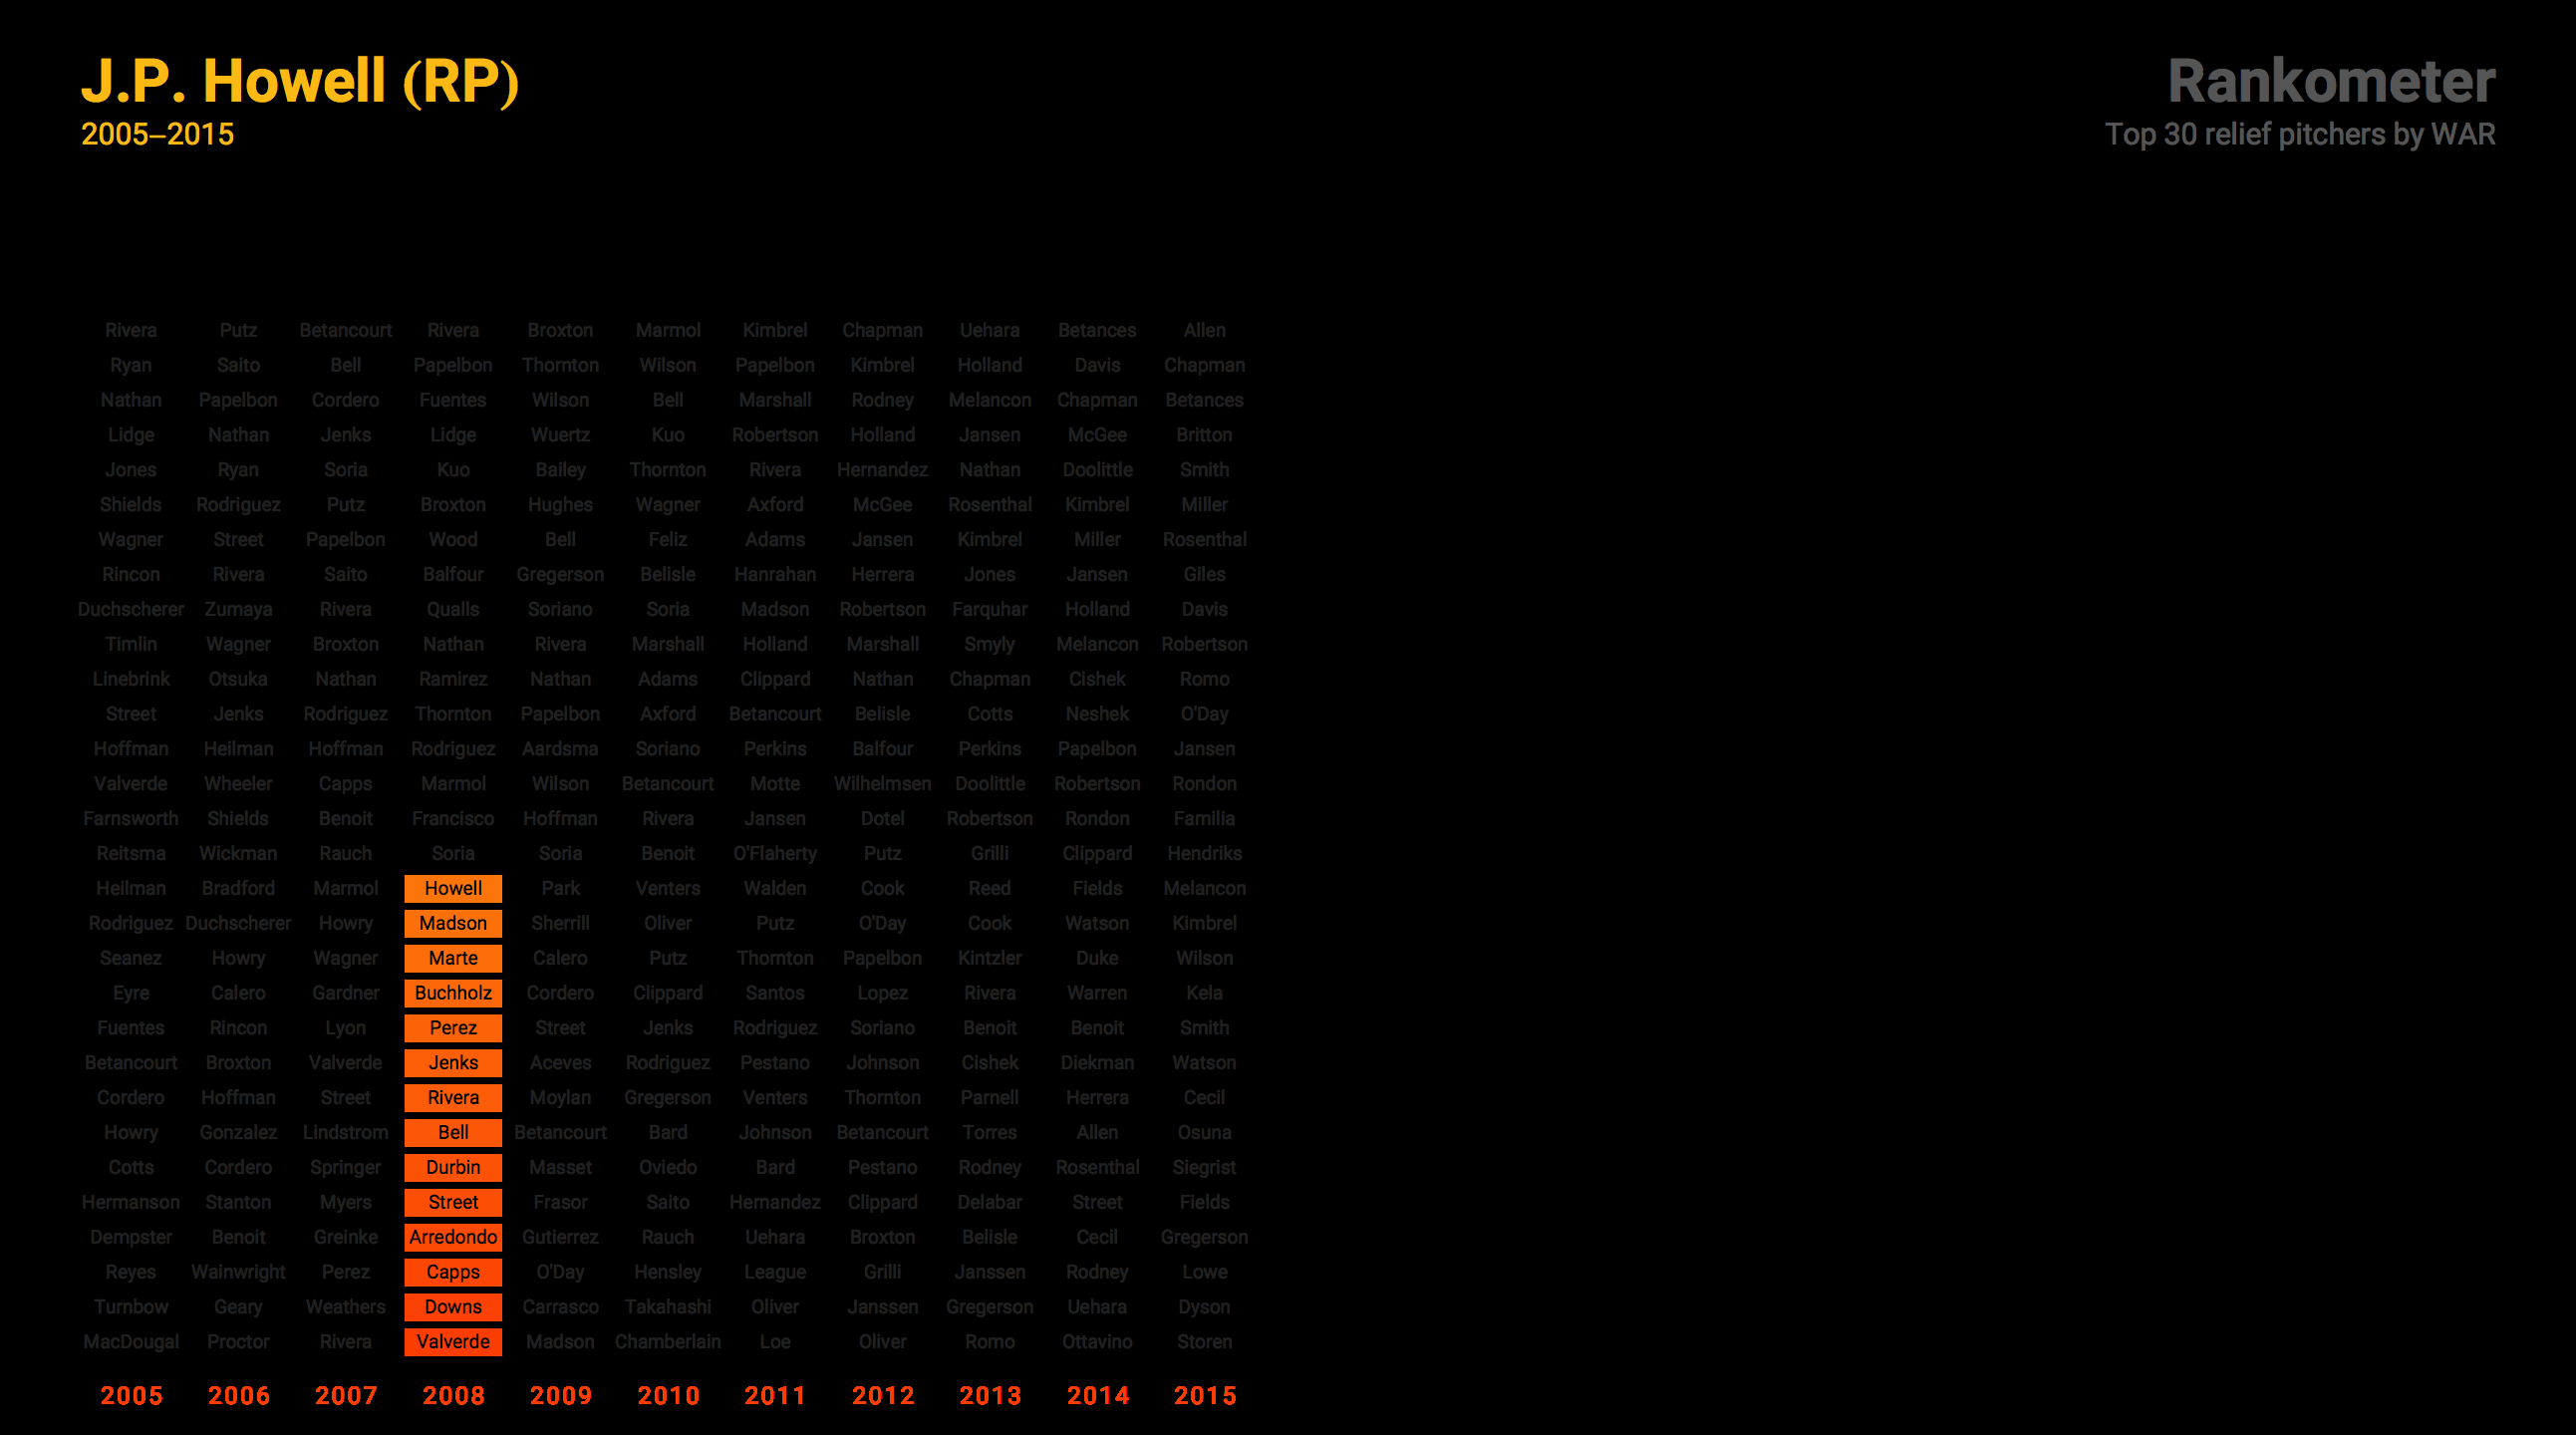 J.P. Howell (RP)
2005–2015
Rankometer
Top 30 relief pitchers by WAR
Rivera Putz Betancourt Rivera Broxton Marmol Kimbrel Chapman Uehara Betances Allen
Ryan Saito Bell Papelbon Thornton Wilson Papelbon Kimbrel Holland Davis Chapman
Nathan Papelbon Cordero Fuentes Wilson Bell Marshall Rodney Melancon Chapman Betances
Lidge Nathan Jenks Lidge Wuertz Kuo Robertson Holland Jansen McGee Britton
Jones Ryan Soria Kuo Bailey Thornton Rivera Hernandez Nathan Doolittle Smith
Shields Rodriguez Putz Broxton Hughes Wagner Axford McGee Rosenthal Kimbrel Miller
Wagner Street Papelbon Wood Bell Feliz Adams Jansen Kimbrel Miller Rosenthal
Rincon Rivera Saito Balfour Gregerson Belisle Hanrahan Herrera Jones Jansen Giles
Duchscherer Zumaya Rivera Qualls Soriano Soria Madson Robertson Farquhar Holland Davis
Timlin Wagner Broxton Nathan Rivera Marshall Holland Marshall Smyly Melancon Robertson
Linebrink Otsuka Nathan Ramirez Nathan Adams Clippard Nathan Chapman Cishek Romo
Street Jenks Rodriguez Thornton Papelbon Axford Betancourt Belisle Cotts Neshek O'Day
Hoffman Heilman Hoffman Rodriguez Aardsma Soriano Perkins Balfour Perkins Papelbon Jansen
Valverde Wheeler Capps Marmol Wilson Betancourt Motte Wilhelmsen Doolittle Robertson Rondon
Farnsworth Shields Benoit Francisco Hoffman Rivera Jansen Dotel Robertson Rondon Familia
Reitsma Wickman Rauch Soria Soria Benoit O'Flaherty Putz Grilli Clippard Hendriks
Heilman Bradford Marmol Howell Park Venters Walden Cook Reed Fields Melancon
Rodriguez Duchscherer Howry Madson Sherrill Oliver Putz O'Day Cook Watson Kimbrel
Seanez Howry Wagner Marte Calero Putz Thornton Papelbon Kintzler Duke Wilson
Eyre Calero Gardner Buchholz Cordero Clippard Santos Lopez Rivera Warren Kela
Fuentes Rincon Lyon Perez Street Jenks Rodriguez Soriano Benoit Benoit Smith
Betancourt Broxton Valverde Jenks Aceves Rodriguez Pestano Johnson Cishek Diekman Watson
Cordero Hoffman Street Rivera Moylan Gregerson Venters Thornton Parnell Herrera Cecil
Howry Gonzalez Lindstrom Bell Betancourt Bard Johnson Betancourt Torres Allen Osuna
Cotts Cordero Springer Durbin Masset Oviedo Bard Pestano Rodney Rosenthal Siegrist
Hermanson Stanton Myers Street Frasor Saito Hernandez Clippard Delabar Street Fields
Dempster Benoit Greinke Arredondo Gutierrez Rauch Uehara Broxton Belisle Cecil Gregerson
Reyes Wainwright Perez Capps O'Day Hensley League Grilli Janssen Rodney Lowe
Turnbow Geary Weathers Downs Carrasco Takahashi Oliver Janssen Gregerson Uehara Dyson
MacDougal Proctor Rivera Valverde Madson Chamberlain Loe Oliver Romo Ottavino Storen
2005 2006 2007 2008 2009 2010 2011 2012 2013 2014 2015